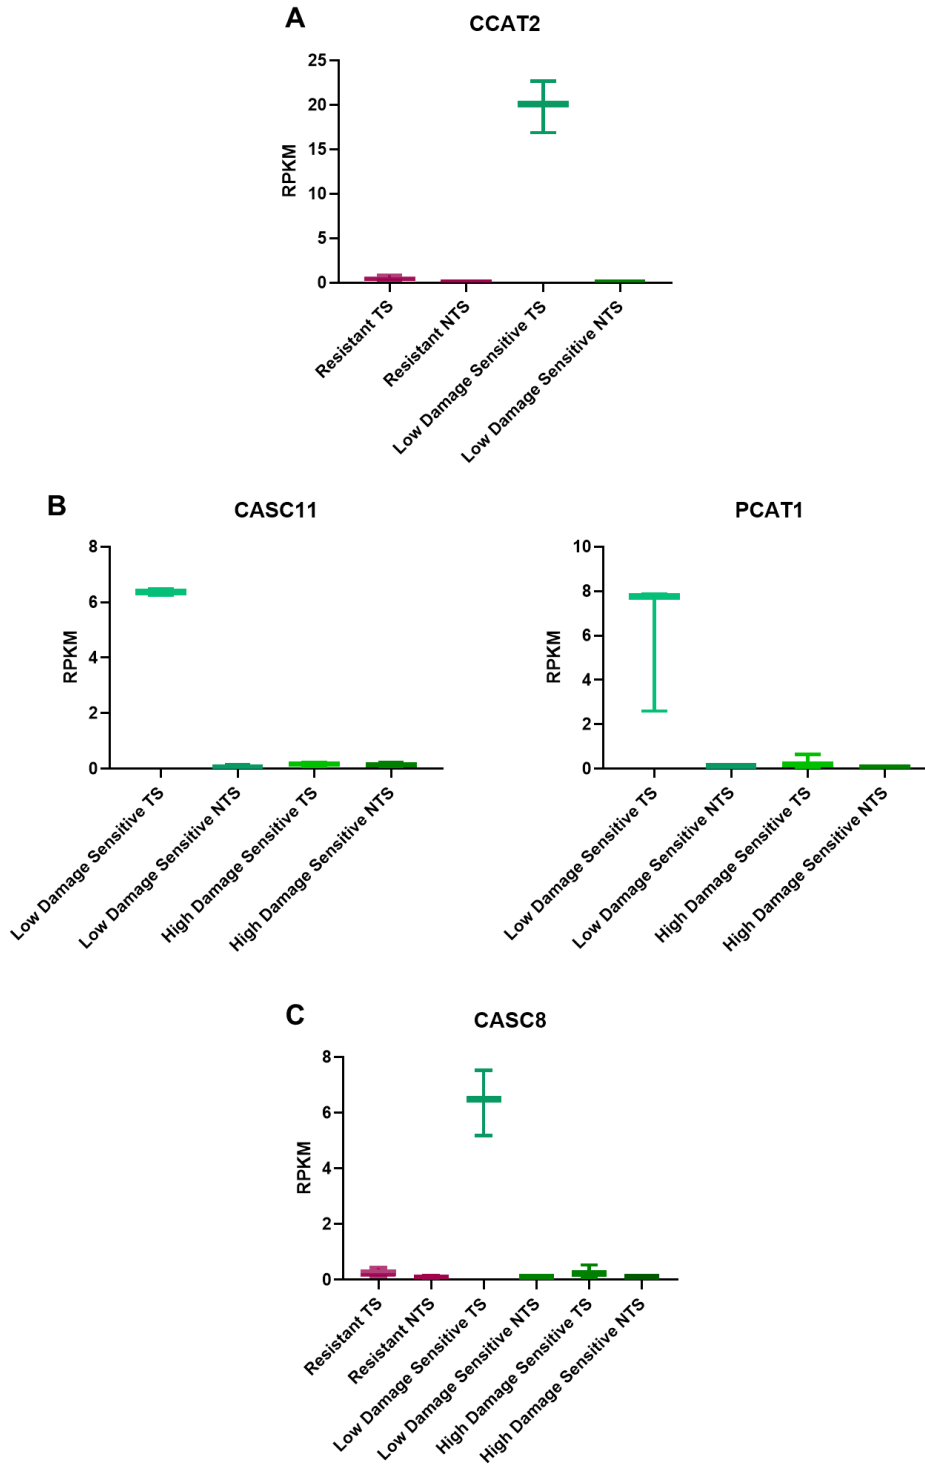 A
CCAT2
25
20
15
10
5
0
RPKM
Resistant TS
Resistant NTS
Low Damage Sensitive TS
Low Damage Sensitive NTS
B
CASC11
8
6
4
2
0
RPKM
Low Damage Sensitive TS
Low Damage Sensitive NTS
High Damage Sensitive TS
High Damage Sensitive NTS
PCAT1
10
8
6
4
2
0
RPKM
Low Damage Sensitive TS
Low Damage Sensitive NTS
High Damage Sensitive TS
High Damage Sensitive NTS
C
CASC8
8
6
4
2
0
RPKM
Resistant TS
Resistant NTS
Low Damage Sensitive TS
Low Damage Sensitive NTS
High Damage Sensitive TS
High Damage Sensitive NTS